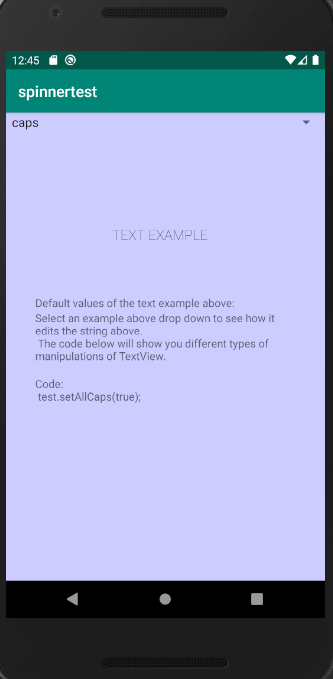 12:45
spinnertest
caps
TEXT EXAMPLE
Default values of the text example above:
Select an example above drop down to see how it
edits the string above.
The code below will show you different types of
manipulations of TextView.
Code:
test.setAllCaps(true);